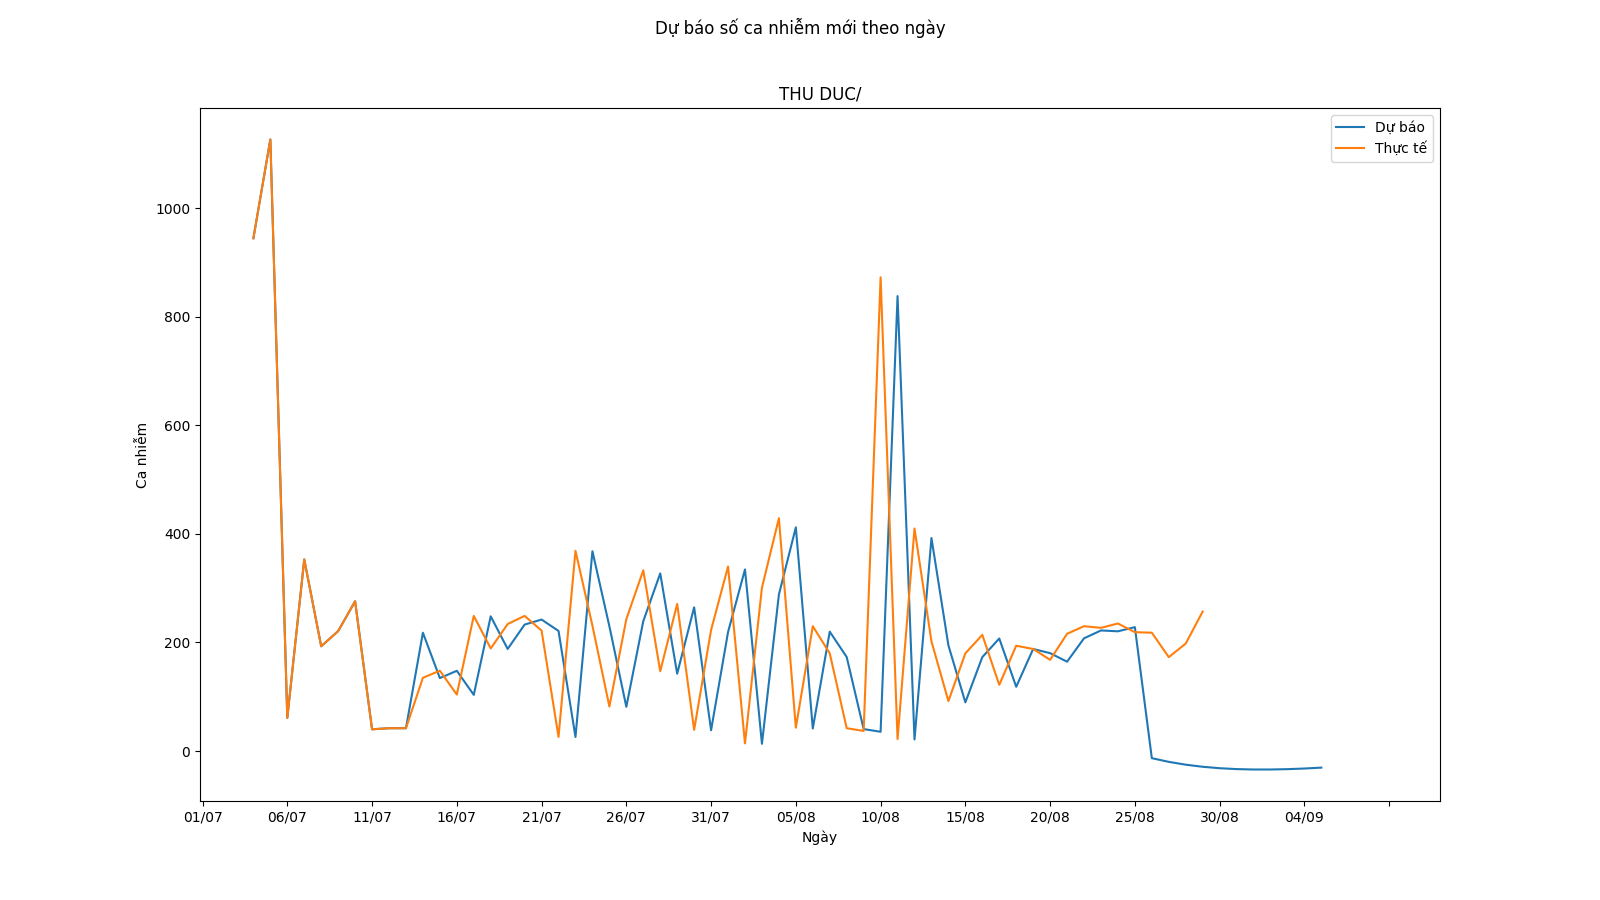 Dự báo số ca nhiễm mới theo ngày
THU DUC/
Dự báo
Thực tế
1000
800
600
400
200
0
Ca nhiễm
01/07 06/07 11/07 16/07 21/07 26/07 31/07 05/08 10/08 15/08 20/08 25/08 30/08 04/09
Ngày